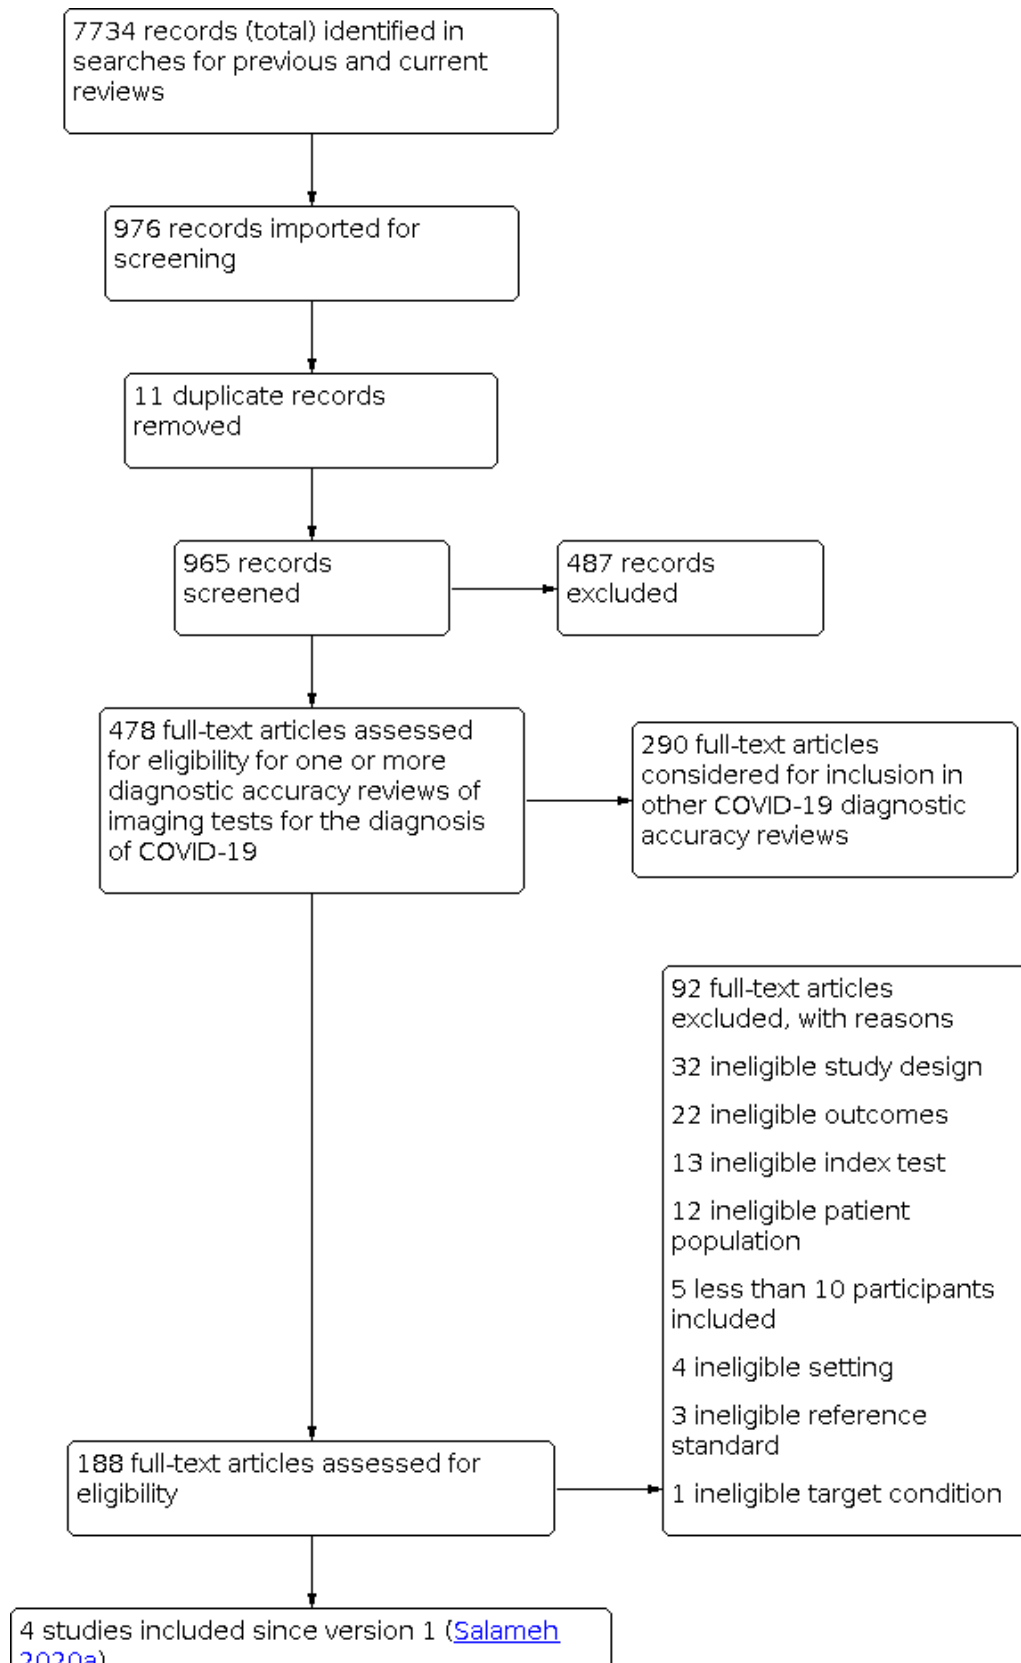 7734 records (total) identified in
searches for previous and current
reviews
976 records imported for
screening
11 duplicate records
removed
965 records
screened
487 records
excluded
478 full-text articles assessed
for eligibility for one or more
diagnostic accuracy reviews of
imaging tests for the diagnosis
of COVID-19
290 full-text articles
considered for inclusion in
other COVID-19 diagnostic
accuracy reviews
92 full-text articles
excluded, with reasons
32 ineligible study design
22 ineligible outcomes
13 ineligible index test
12 ineligible patient
population
5 less than 10 participants
included
4 ineligible setting
3 ineligible reference
standard
1 ineligible target condition
188 full-text articles assessed for
eligibility
4 studies included since version 1 (Salameh
2020a)